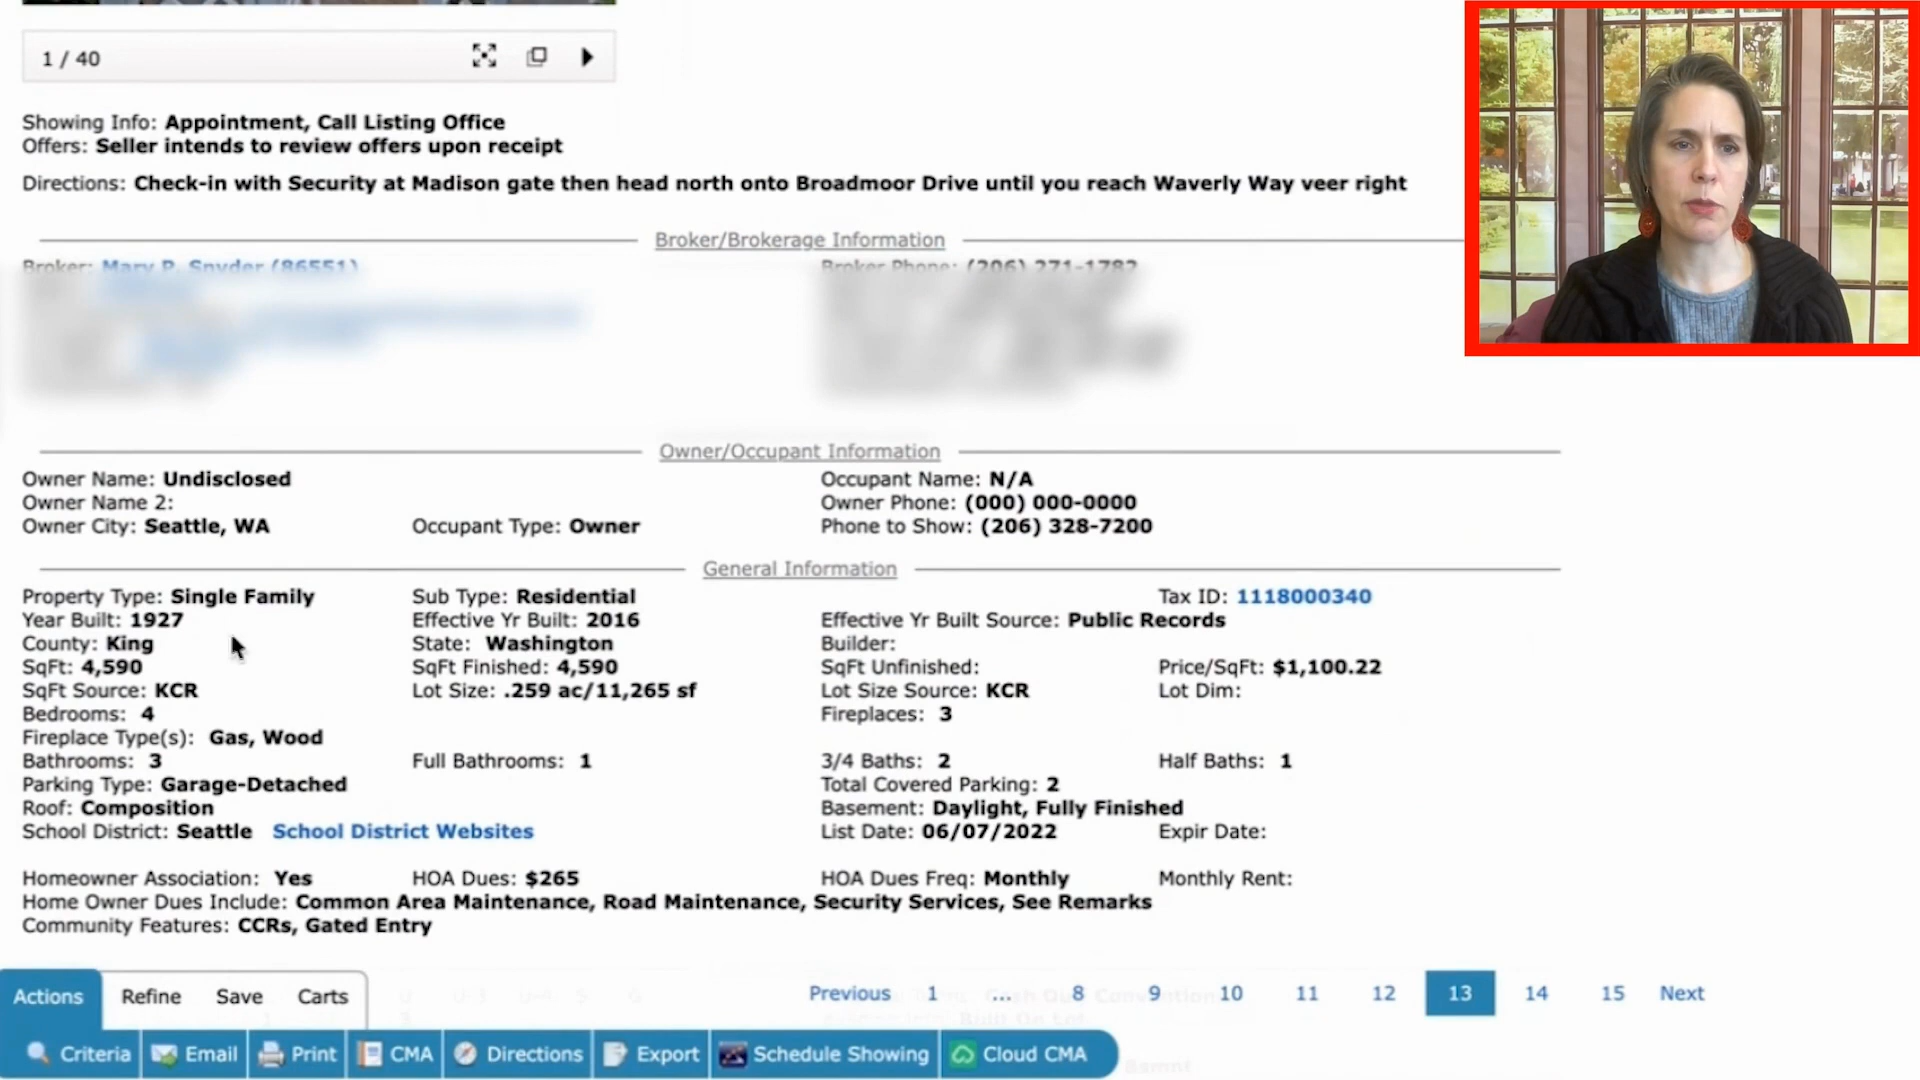 1 / 40
Showing Info: Appointment, Call Listing Office
Offers: Seller intends to review offers upon receipt
Directions: Check-in with Security at Madison gate then head north onto Broadmoor Drive until you reach Waverly Way veer right
Broker/Brokerage Information
Broker: Mary P. Snyder (86551) Broker Phone: (206) 271-1782
Owner/Occupant Information
Owner Name: Undisclosed Occupant Name: N/A
Owner Name 2: Owner Phone: (000) 000-0000
Owner City: Seattle, WA Occupant Type: Owner Phone to Show: (206) 328-7200
General Information
Property Type: Single Family Sub Type: Residential Tax ID: 1118000340
Year Built: 1927 Effective Yr Built: 2016 Effective Yr Built Source: Public Records
County: King State: Washington Builder:
SqFt: 4,590 SqFt Finished: 4,590 SqFt Unfinished: Price/SqFt: $1,100.22
SqFt Source: KCR Lot Size: .259 ac/11,265 sf Lot Size Source: KCR Lot Dim:
Bedrooms: 4 Fireplaces: 3
Fireplace Type(s): Gas, Wood
Bathrooms: 3 Full Bathrooms: 1 3/4 Baths: 2 Half Baths: 1
Parking Type: Garage-Detached Total Covered Parking: 2
Roof: Composition Basement: Daylight, Fully Finished
School District: Seattle School District Websites List Date: 06/07/2022 Expir Date:
Homeowner Association: Yes HOA Dues: $265 HOA Dues Freq: Monthly Monthly Rent:
Home Owner Dues Include: Common Area Maintenance, Road Maintenance, Security Services, See Remarks
Community Features: CCRs, Gated Entry
Actions Refine Save Carts Previous 1 ... 8 9 10 11 12 13 14 15 Next
Criteria Email Print CMA Directions Export Schedule Showing Cloud CMA